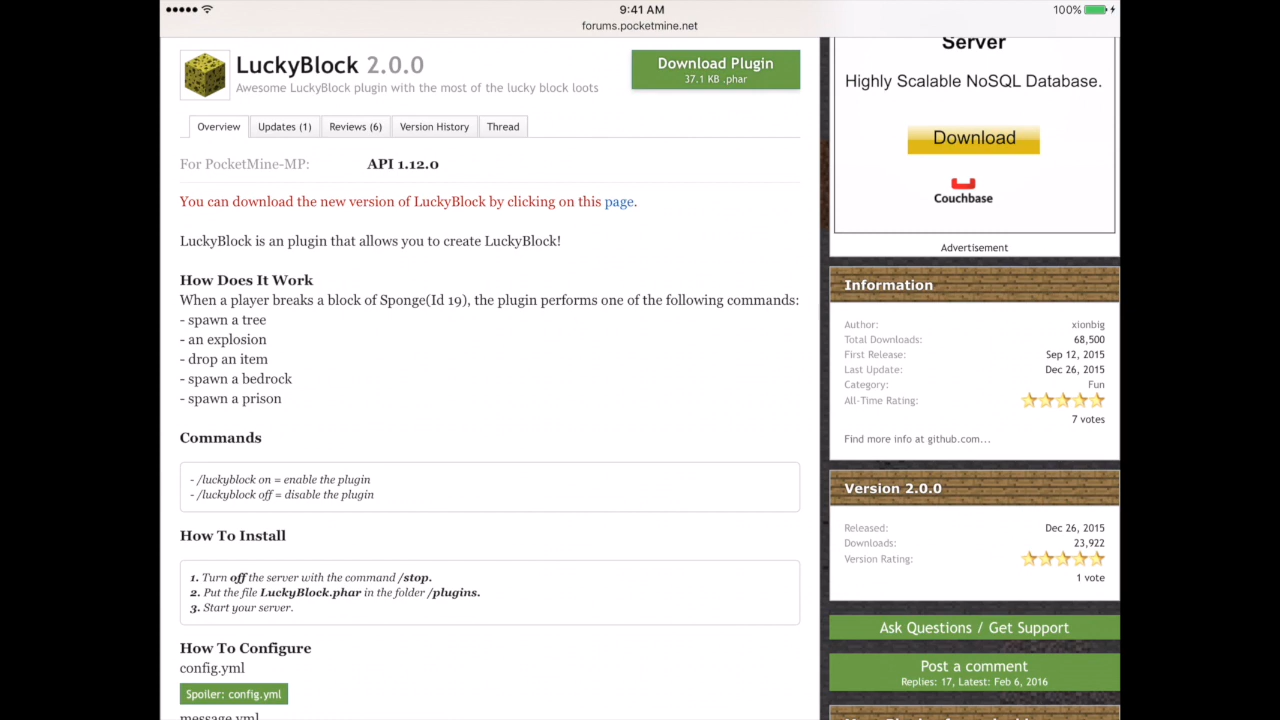 9:41 AM
100%
forums.pocketmine.net
LuckyBlock 2.0.0
Awesome LuckyBlock plugin with the most of the lucky block loots
Download Plugin
37.1 KB .phar
Overview
Updates (1)
Reviews (6)
Version History
Thread
For PocketMine-MP: API 1.12.0
You can download the new version of LuckyBlock by clicking on this page.
LuckyBlock is an plugin that allows you to create LuckyBlock!
How Does It Work
When a player breaks a block of Sponge(Id 19), the plugin performs one of the following commands:
- spawn a tree
- an explosion
- drop an item
- spawn a bedrock
- spawn a prison
Commands
- /luckyblock on = enable the plugin
- /luckyblock off = disable the plugin
How To Install
1. Turn off the server with the command /stop.
2. Put the file LuckyBlock.phar in the folder /plugins.
3. Start your server.
How To Configure
config.yml
Spoiler: config.yml
message.yml
Server
Highly Scalable NoSQL Database.
Download
Couchbase
Advertisement
Information
Author: xionbig
Total Downloads: 68,500
First Release: Sep 12, 2015
Last Update: Dec 26, 2015
Category: Fun
All-Time Rating:
7 votes
Find more info at github.com...
Version 2.0.0
Released: Dec 26, 2015
Downloads: 23,922
Version Rating:
1 vote
Ask Questions / Get Support
Post a comment
Replies: 17, Latest: Feb 6, 2016